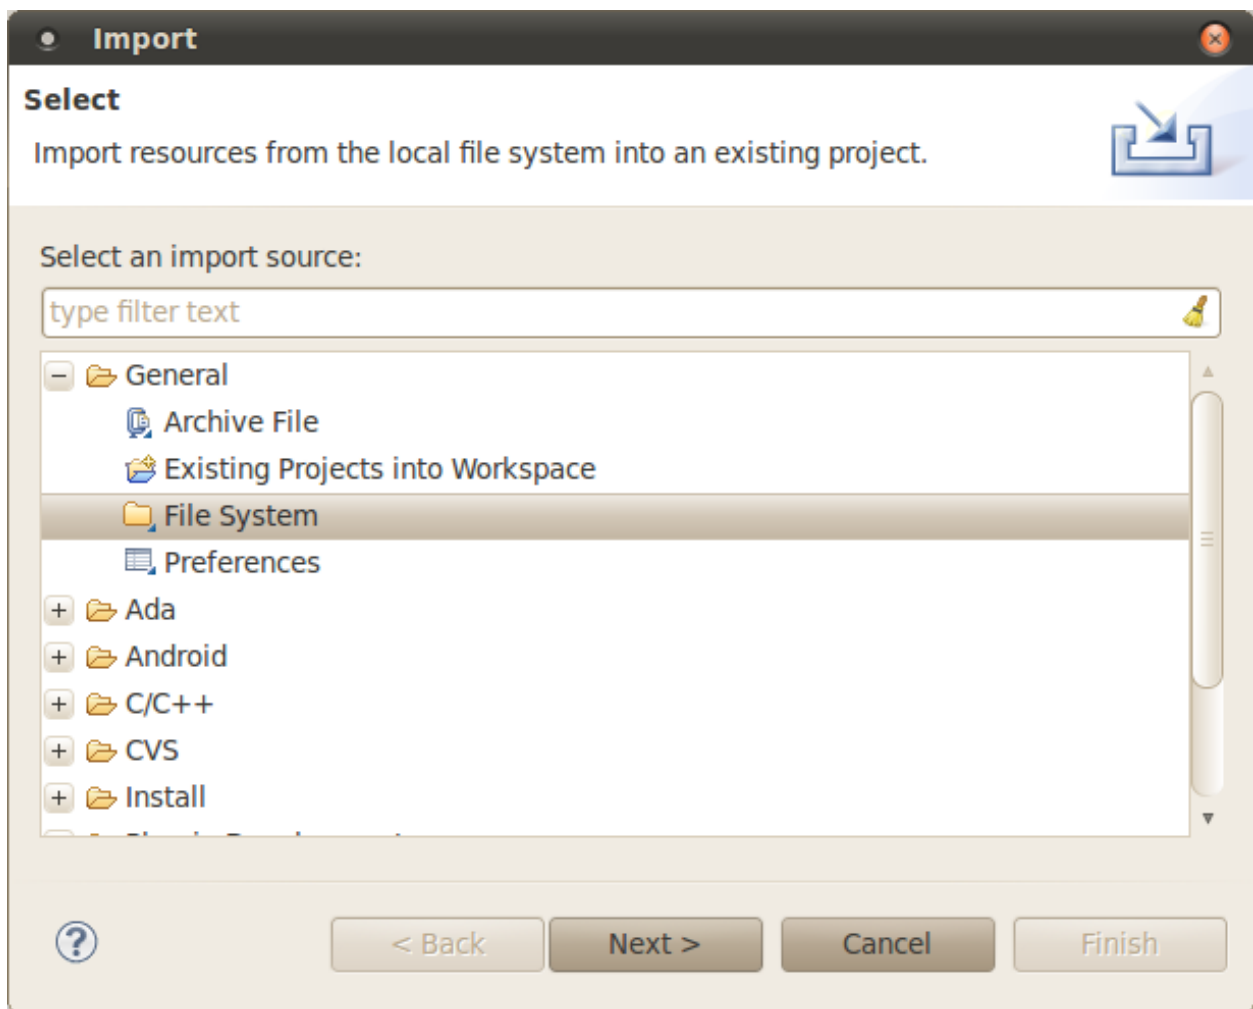 Import
Select
Import resources from the local file system into an existing project.
Select an import source:
type filter text
General
Archive File
Existing Projects into Workspace
File System
Preferences
Ada
Android
C/C++
CVS
Install
< Back Next > Cancel Finish